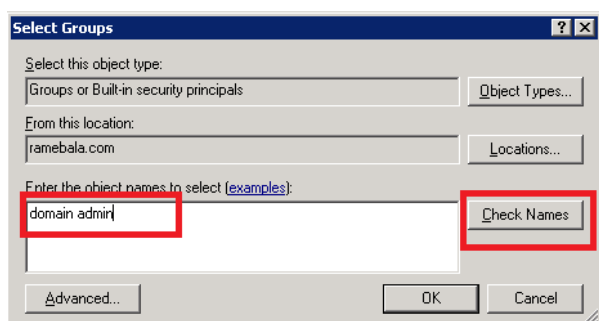 Select Groups
Select this object type:
Groups or Built-in security principals
Object Types...
From this location:
ramebala.com
Locations...
Enter the object names to select (examples):
domain admin
Check Names
Advanced...
OK
Cancel